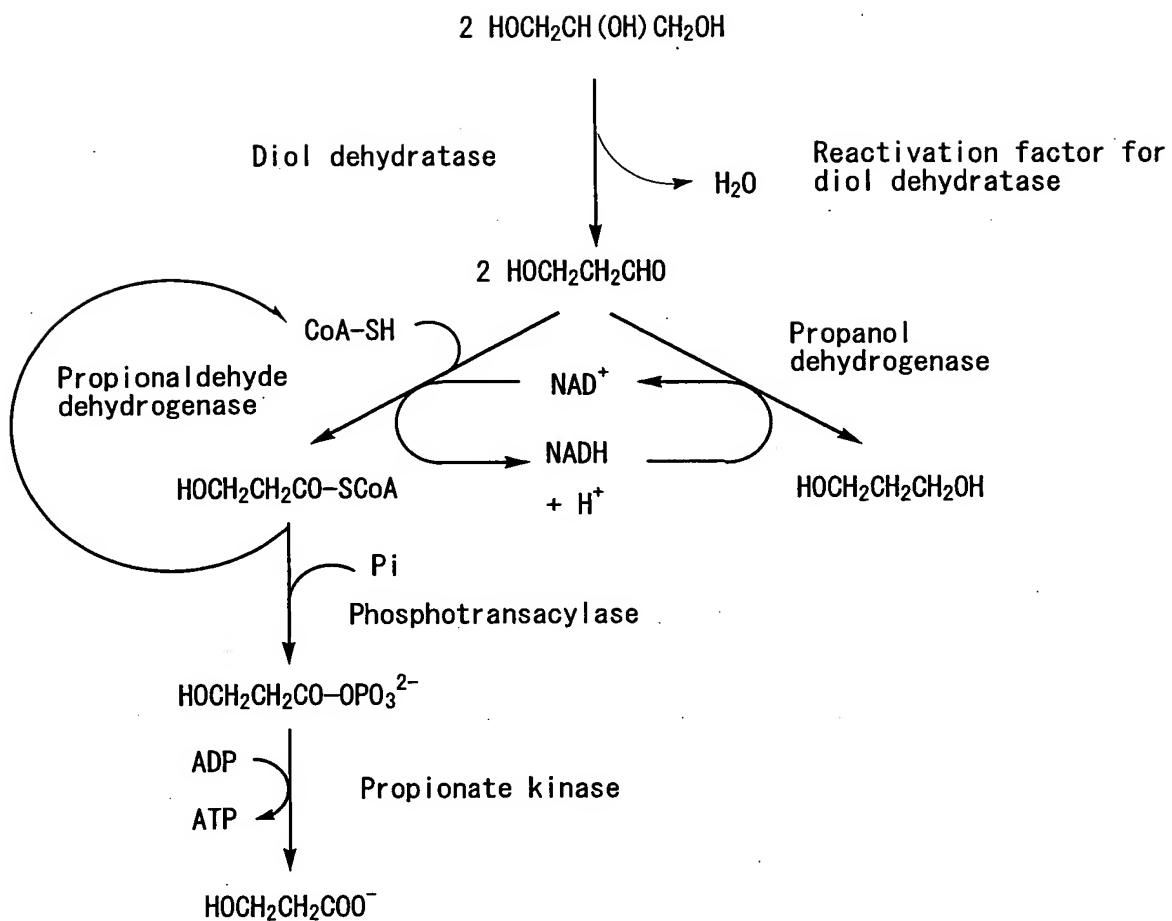 2 HOCH₂CH(OH)CH₂OH
Diol dehydratase
H₂O
Reactivation factor for
diol dehydratase
2 HOCH₂CH₂CHO
CoA-SH
Propionaldehyde
dehydrogenase
NAD⁺
Propanol
dehydrogenase
NADH
+ H⁺
HOCH₂CH₂CO-SCoA
HOCH₂CH₂CH₂OH
Pi
Phosphotransacylase
HOCH₂CH₂CO-OPO₃²⁻
ADP
ATP
Propionate kinase
HOCH₂CH₂COO⁻